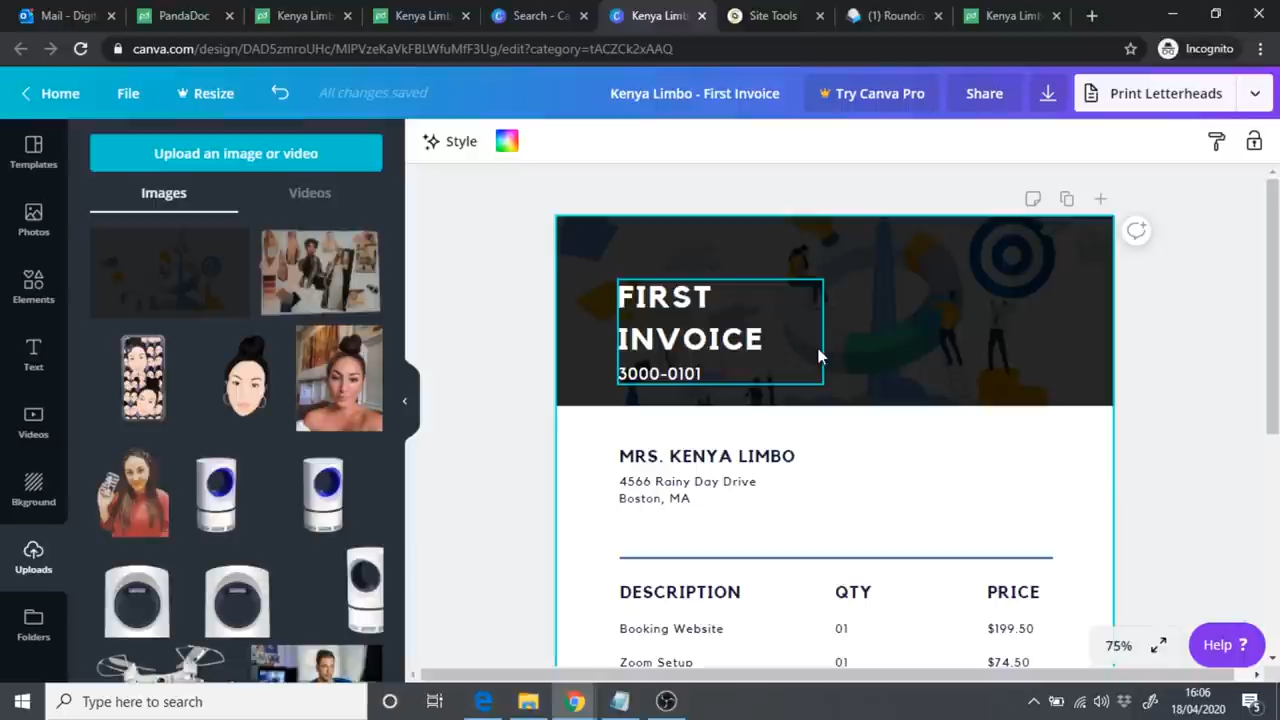 Mail - Digit
PandaDoc
Kenya Limb
Kenya Limb
Search - Ca
Kenya Limb
Site Tools
(1) Roundc
Kenya Limb
canva.com/design/DAD5zmroUHc/MlPVzeKaVkFBLWfuMfF3Ug/edit?category=tACZCk2xAAQ
Incognito
Home
File
Resize
All changes saved
Kenya Limbo - First Invoice
Try Canva Pro
Share
Print Letterheads
Templates
Photos
Elements
Text
Videos
Bkground
Uploads
Folders
Upload an image or video
Images
Videos
Style
FIRST
INVOICE
3000-0101
MRS. KENYA LIMBO
4566 Rainy Day Drive
Boston, MA
DESCRIPTION QTY PRICE
Booking Website 01 $199.50
Zoom Setup 01 $74.50
75%
Help ?
Type here to search
16:06
18/04/2020
5